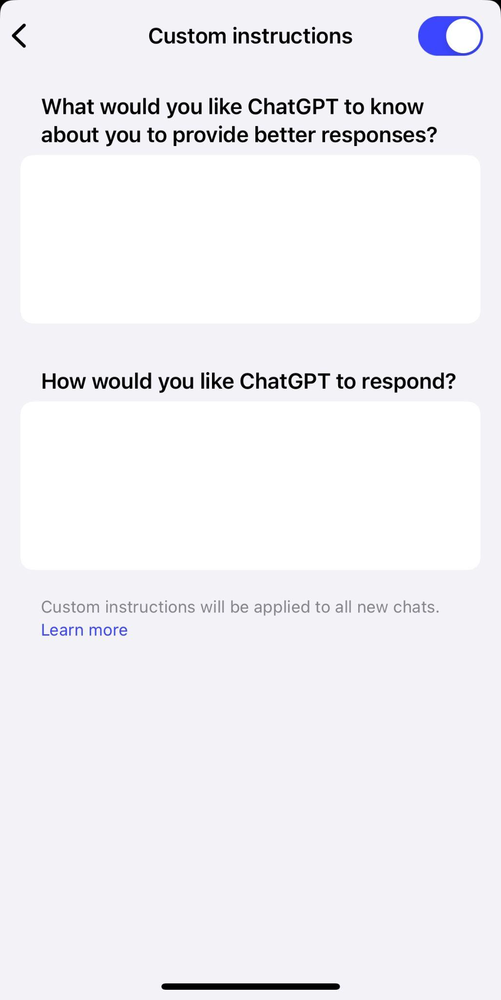 Custom instructions
What would you like ChatGPT to know
about you to provide better responses?
How would you like ChatGPT to respond?
Custom instructions will be applied to all new chats.
Learn more